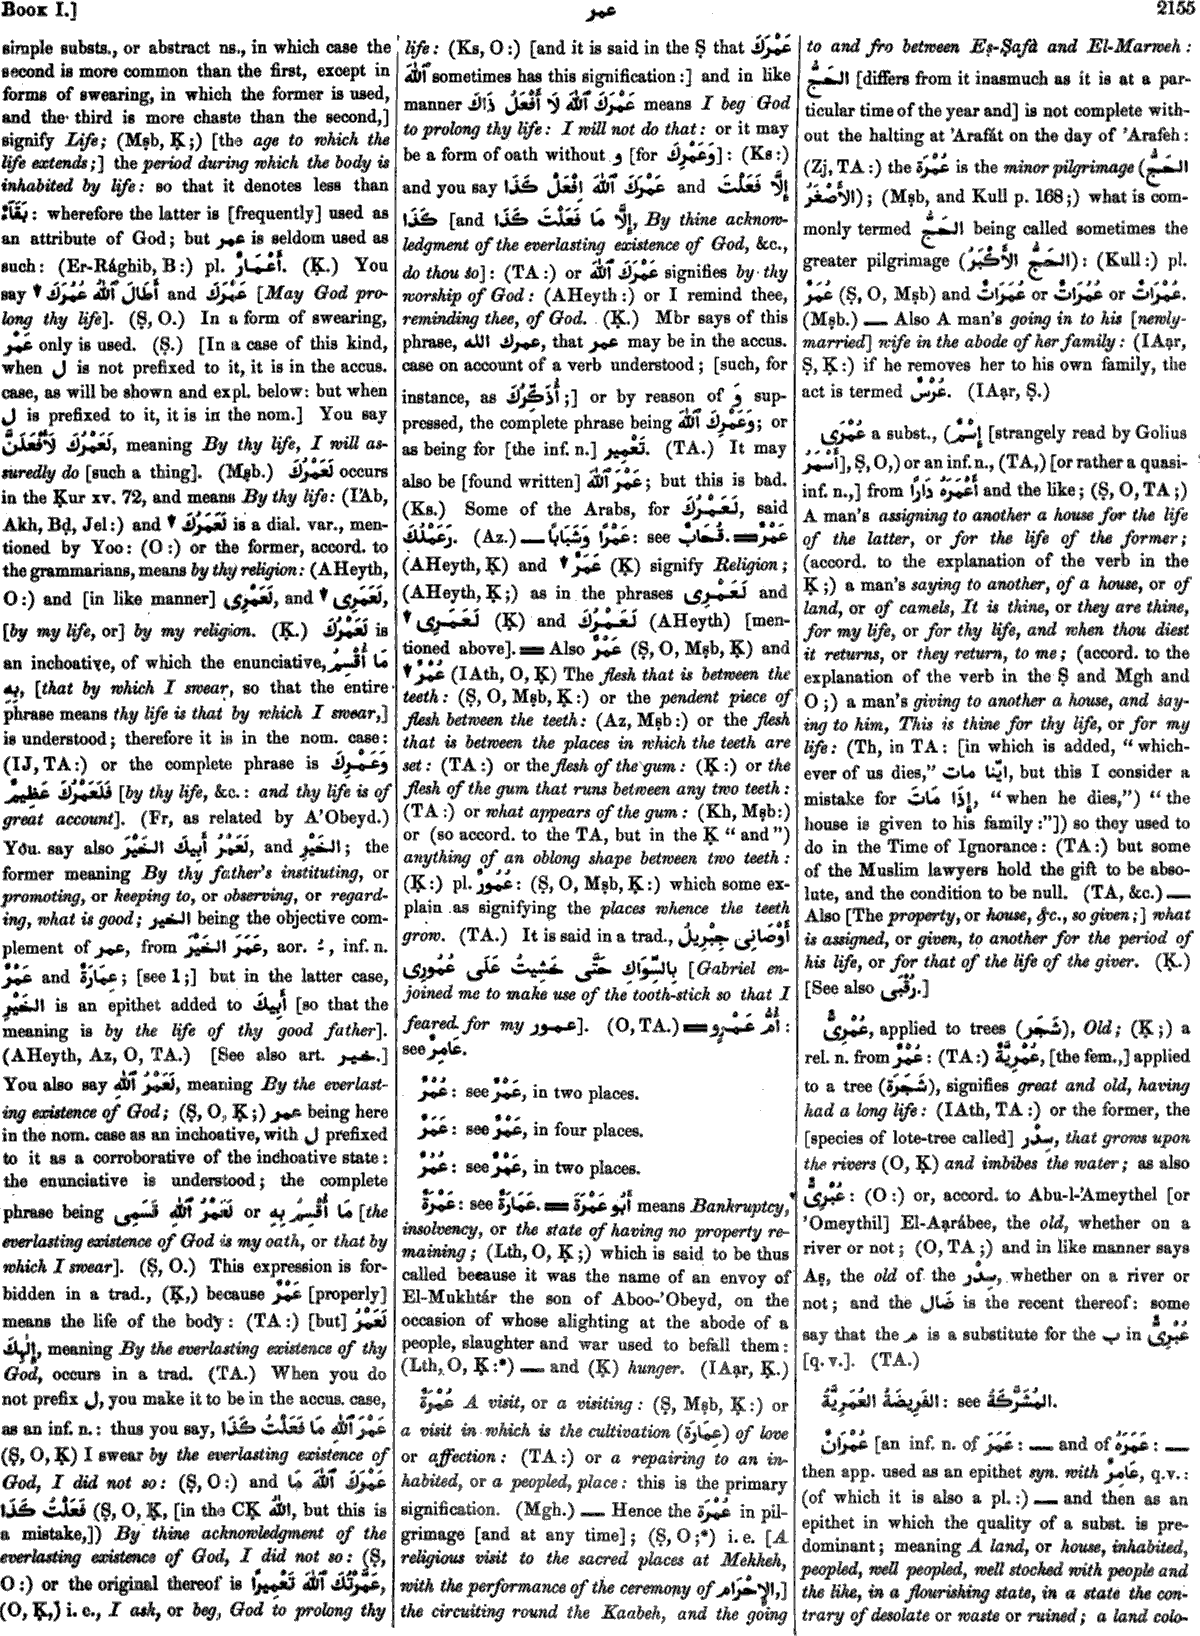 Book I.]
عمر
2155
simple substs., or abstract ns., in which case the
second is more common than the first, except in
forms of swearing, in which the former is used,
and the third is more chaste than the second,]
signify Life; (Mṣb, Ḳ;) [the age to which the
life extends;] the period during which the body is
inhabited by life: so that it denotes less than
بَقَآءٌ: wherefore the latter is [frequently] used as
an attribute of God; but عمر is seldom used as
such: (Er-Rághib, B:) pl. أَعْمَارٌ. (Ḳ.) You
say أَطَالَ ٱللّٰهُ عُمُرَكَ and عَمْرَكَ [May God pro-
long thy life]. (Ṣ, O.) In a form of swearing,
عَمْرٌ only is used. (Ṣ.) [In a case of this kind,
when ل is not prefixed to it, it is in the accus.
case, as will be shown and expl. below: but when
ل is prefixed to it, it is in the nom.] You say
لَعَمْرُكَ لَأَفْعَلَنَّ, meaning By thy life, I will as-
suredly do [such a thing]. (Mṣb.) لَعَمْرُكَ occurs
in the Ḳur xv. 72, and means By thy life: (I'Ab,
Akh, Bḍ, Jel:) and لَعَمَرُكَ is a dial. var., men-
tioned by Yoo: (O:) or the former, accord. to
the grammarians, means by thy religion: (AHeyth,
O:) and [in like manner] لَعَمْرِى, and لَعَمَرِى,
[by my life, or] by my religion. (Ḳ.) لَعَمْرُكَ is
an inchoative, of which the enunciative, مَا أُقْسِمُ
بِهِ, [that by which I swear, so that the entire
phrase means thy life is that by which I swear,]
is understood; therefore it is in the nom. case:
(IJ, TA:) or the complete phrase is وَعَمْرِكَ
فَلَعَمْرُكَ عَظِيمٌ [by thy life, &c.: and thy life is of
great account]. (Fr, as related by A'Obeyd.)
You say also لَعَمْرُ أَبِيكَ الخَيْرَ, and الخَيْرِ; the
former meaning By thy father's instituting, or
promoting, or keeping to, or observing, or regard-
ing, what is good; الخير being the objective com-
plement of عمر, from عَمَرَ الخَيْرَ, aor. ـُ, inf. n.
عَمْرٌ and عِمَارَةٌ; [see 1;] but in the latter case,
الخَيْرِ is an epithet added to أَبِيكَ [so that the
meaning is by the life of thy good father].
(AHeyth, Az, O, TA.) [See also art. خير.]
You also say لَعَمْرُ ٱللّٰهِ, meaning By the everlast-
ing existence of God; (Ṣ, O, Ḳ;) عمر being here
in the nom. case as an inchoative, with ل prefixed
to it as a corroborative of the inchoative state:
the enunciative is understood; the complete
phrase being لَعَمْرُ ٱللّٰهِ قَسَمِى or مَا أُقْسِمُ بِهِ [the
everlasting existence of God is my oath, or that by
which I swear]. (Ṣ, O.) This expression is for-
bidden in a trad., (Ḳ,) because عَمْرٌ [properly]
means the life of the body: (TA:) [but] لَعَمْرُ
إِلٰهِكَ, meaning By the everlasting existence of thy
God, occurs in a trad. (TA.) When you do
not prefix ل, you make it to be in the accus. case,
as an inf. n.: thus you say, عَمْرَ ٱللّٰهِ مَا فَعَلْتُ كَذَا
(Ṣ, O, Ḳ) I swear by the everlasting existence of
God, I did not so: (Ṣ, O:) and عَمْرَكَ ٱللّٰهَ مَا
فَعَلْتُ كَذَا (Ṣ, O, Ḳ, [in the CḲ ٱللّٰهُ, but this is
a mistake,]) By thine acknowledgment of the
everlasting existence of God, I did not so: (Ṣ,
O:) or the original thereof is عَمَّرْتُكَ ٱللّٰهَ تَعْمِيرًا,
(O, Ḳ,) i. e., I ask, or beg, God to prolong thy
life: (Ks, O:) [and it is said in the Ṣ that عَمْرَكَ
ٱللّٰهَ sometimes has this signification:] and in like
manner عَمْرَكَ ٱللّٰهَ لَا أَفْعَلُ ذَاكَ means I beg God
to prolong thy life: I will not do that: or it may
be a form of oath without و [for وَعَمْرِكَ]: (Ks:)
and you say عَمْرَكَ ٱللّٰهَ ٱفْعَلْ كَذَا and إِلَّا فَعَلْتَ
كَذَا [and إِلَّا مَا فَعَلْتَ كَذَا, By thine acknow-
ledgment of the everlasting existence of God, &c.,
do thou so]: (TA:) or عَمْرَكَ ٱللّٰهَ signifies by thy
worship of God: (AHeyth:) or I remind thee,
reminding thee, of God. (Ḳ.) Mbr says of this
phrase, عمرك الله, that عمر may be in the accus.
case on account of a verb understood; [such, for
instance, as أُذَكِّرُكَ;] or by reason of وَ sup-
pressed, the complete phrase being وَعَمْرِكَ ٱللّٰهَ; or
as being for [the inf. n.] تَعْمِير. (TA.) It may
also be [found written] عَمْرَ ٱللّٰهَ; but this is bad.
(Ks.) Some of the Arabs, for لَعَمْرُكَ, said
رَعَمْلُكَ. (Az.) — عَمْرًا وَشَبَابًا: see قُحَابٌ. = عَمْرٌ
(AHeyth, Ḳ) and عَمَرٌ (Ḳ) signify Religion;
(AHeyth, Ḳ;) as in the phrases لَعَمْرِى and
لَعَمَرِى (Ḳ) and لَعَمْرُكَ (AHeyth) [men-
tioned above]. = Also عَمْرٌ (Ṣ, O, Mṣb, Ḳ) and
عُمْرٌ (IAth, O, Ḳ) The flesh that is between the
teeth: (Ṣ, O, Mṣb, Ḳ:) or the pendent piece of
flesh between the teeth: (Az, Mṣb:) or the flesh
that is between the places in which the teeth are
set: (TA:) or the flesh of the gum: (Ḳ:) or the
flesh of the gum that runs between any two teeth:
(TA:) or what appears of the gum: (Kh, Mṣb:)
or (so accord. to the TA, but in the Ḳ "and")
anything of an oblong shape between two teeth:
(Ḳ:) pl. عُمُورٌ: (Ṣ, O, Mṣb, Ḳ:) which some ex-
plain as signifying the places whence the teeth
grow. (TA.) It is said in a trad., أَوْصَانِى جِبْرِيلُ
بِالسِّوَاكِ حَتَّى خَشِيتُ عَلَى عُمُورِى [Gabriel en-
joined me to make use of the tooth-stick so that I
feared for my عمور]. (O, TA.) = أُمُّ عَمْرٍو:
see عَامِرٌ.
عُمْرٌ: see عَمْرٌ, in two places.
عَمَرٌ: see عَمْرٌ, in four places.
عُمُرٌ: see عَمْرٌ, in two places.
عَمْرَةٌ: see عَمَارَةٌ. = أَبُو عَمْرَةَ means Bankruptcy,
insolvency, or the state of having no property re-
maining; (Lth, O, Ḳ;) which is said to be thus
called because it was the name of an envoy of
El-Mukhtár the son of Aboo-'Obeyd, on the
occasion of whose alighting at the abode of a
people, slaughter and war used to befall them:
(Lth, O, Ḳ:*) — and (Ḳ) hunger. (IAạr, Ḳ.)
عُمْرَةٌ A visit, or a visiting: (Ṣ, Mṣb, Ḳ:) or
a visit in which is the cultivation (عِمَارَة) of love
or affection: (TA:) or a repairing to an in-
habited, or a peopled, place: this is the primary
signification. (Mgh.) — Hence the عُمْرَة in pil-
grimage [and at any time]; (Ṣ, O;*) i. e. [A
religious visit to the sacred places at Mekkeh,
with the performance of the ceremony of الإِحْرَام,]
the circuiting round the Kaabeh, and the going
to and fro between Eṣ-Ṣafà and El-Marweh:
الحَجُّ [differs from it inasmuch as it is at a par-
ticular time of the year and] is not complete with-
out the halting at 'Arafát on the day of 'Arafeh:
(Zj, TA:) the عُمْرَة is the minor pilgrimage (الحَجُّ
الأَصْغَرُ); (Mṣb, and Kull p. 168;) what is com-
monly termed الحَجُّ being called sometimes the
greater pilgrimage (الحَجُّ الأَكْبَرُ): (Kull:) pl.
عُمَرٌ (Ṣ, O, Mṣb) and عُمَرَاتٌ or عُمُرَاتٌ or عُمْرَاتٌ.
(Mṣb.) — Also A man's going in to his [newly-
married] wife in the abode of her family: (IAạr,
Ṣ, Ḳ:) if he removes her to his own family, the
act is termed عُرْسٌ. (IAạr, Ṣ.)
عُمْرَى a subst., (إِسْمٌ [strangely read by Golius
أَسْمَرُ], Ṣ, O,) or an inf. n., (TA,) [or rather a quasi-
inf. n.,] from أَعْمَرَهُ دَارًا and the like; (Ṣ, O, TA;)
A man's assigning to another a house for the life
of the latter, or for the life of the former;
(accord. to the explanation of the verb in the
Ḳ;) a man's saying to another, of a house, or of
land, or of camels, It is thine, or they are thine,
for my life, or for thy life, and when thou diest
it returns, or they return, to me; (accord. to the
explanation of the verb in the Ṣ and Mgh and
O;) a man's giving to another a house, and say-
ing to him, This is thine for thy life, or for my
life: (Th, in TA: [in which is added, "which-
ever of us dies," ايّنا مات, but this I consider a
mistake for إِذَا مَاتَ, "when he dies,") "the
house is given to his family:"]) so they used to
do in the Time of Ignorance: (TA:) but some
of the Muslim lawyers hold the gift to be abso-
lute, and the condition to be null. (TA, &c.) —
Also [The property, or house, &c., so given;] what
is assigned, or given, to another for the period of
his life, or for that of the life of the giver. (Ḳ.)
[See also رُقْبَى.]
عُمْرِىٌّ, applied to trees (شَجَر), Old; (Ḳ;) a
rel. n. from عُمْرٌ: (TA:) عُمْرِيَّةٌ, [the fem.,] applied
to a tree (شَجَرَة), signifies great and old, having
had a long life: (IAth, TA:) or the former, the
[species of lote-tree called] سِدْر, that grows upon
the rivers (O, Ḳ) and imbibes the water; as also
عُبْرِىٌّ: (O:) or, accord. to Abu-l-'Ameythel [or
'Omeythil] El-Aạrábee, the old, whether on a
river or not; (O, TA;) and in like manner says
Aṣ, the old of the سِدْر, whether on a river or
not; and the ضَال is the recent thereof: some
say that the م is a substitute for the ب in عُبْرِىٌّ
[q. v.]. (TA.)
الفَرِيضَةُ العُمَرِيَّةُ: see المُشَرَّكَةُ.
عُمْرَانٌ [an inf. n. of عَمَرَ: — and of عَمَرَهُ: —
then app. used as an epithet syn. with عَامِرٌ, q.v.:
(of which it is also a pl.:) — and then as an
epithet in which the quality of a subst. is pre-
dominant; meaning A land, or house, inhabited,
peopled, well peopled, well stocked with people and
the like, in a flourishing state, in a state the con-
trary of desolate or waste or ruined; a land colo-